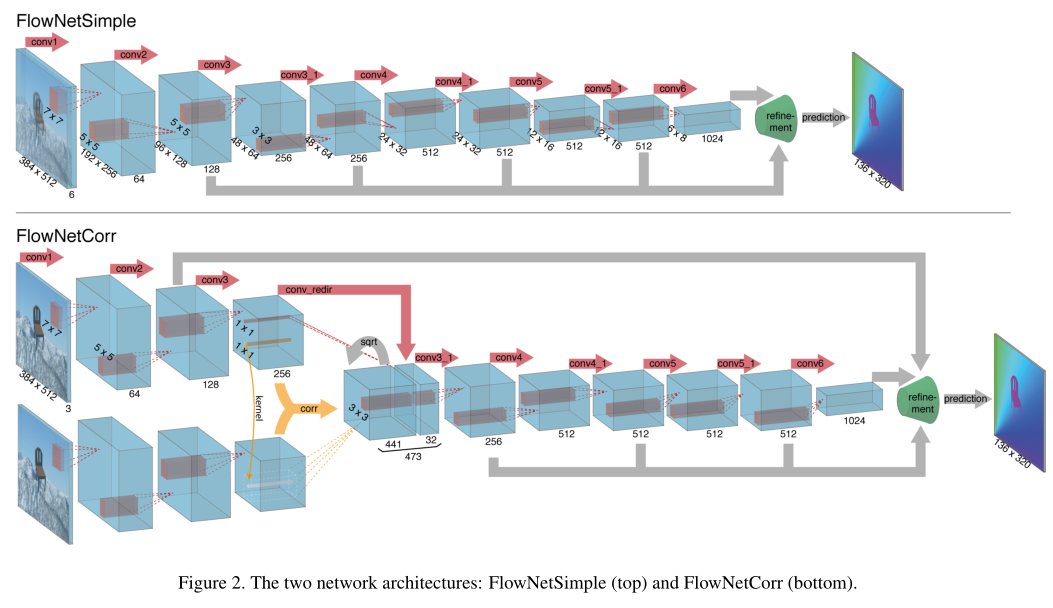 FlowNetSimple
conv1
conv2
conv3
conv3_1
conv4
conv4_1
conv5
conv5_1
conv6
7 x 7
5 x 5
5 x 5
3 x 3
384 x 512
192 x 256
96 x 128
48 x 64
48 x 64
24 x 32
24 x 32
12 x 16
12 x 16
6 x 8
6
64
128
256
256
512
512
512
512
1024
refine-
ment
prediction
136 x 320
FlowNetCorr
conv1
conv2
conv3
conv_redir
sqrt
conv3_1
conv4
conv4_1
conv5
conv5_1
conv6
7 x 7
5 x 5
1 x 1
1 x 1
3 x 3
384 x 512
3
64
128
256
kernel
corr
441
32
473
256
512
512
512
512
1024
refine-
ment
prediction
136 x 320
Figure 2. The two network architectures: FlowNetSimple (top) and FlowNetCorr (bottom).